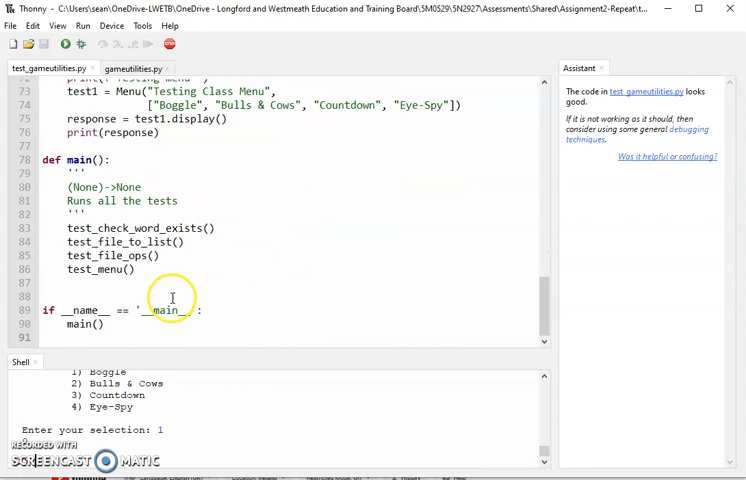 Thonny - C:\Users\sean\OneDrive-LWETB\OneDrive - Longford and Westmeath Education and Training Board\5M0529\5N2927\Assessments\Shared\Assignment2-Repeat\t...
File Edit View Run Device Tools Help
test_gameutilities.py
gameutilities.py
73 test1 = Menu("Testing Class Menu",
74 ["Boggle", "Bulls & Cows", "Countdown", "Eye-Spy"])
75 response = test1.display()
76 print(response)
77
78 def main():
79 '''
80 (None)->None
81 Runs all the tests
82 '''
83 test_check_word_exists()
84 test_file_to_list()
85 test_file_ops()
86 test_menu()
87
88
89 if __name__ == '__main__':
90 main()
91
Assistant
The code in test_gameutilities.py looks
good.
If it is not working as it should, then
consider using some general debugging
techniques.
Was it helpful or confusing?
Shell
1) Boggle
2) Bulls & Cows
3) Countdown
4) Eye-Spy
Enter your selection: 1
RECORDED WITH
SCREENCAST MATIC